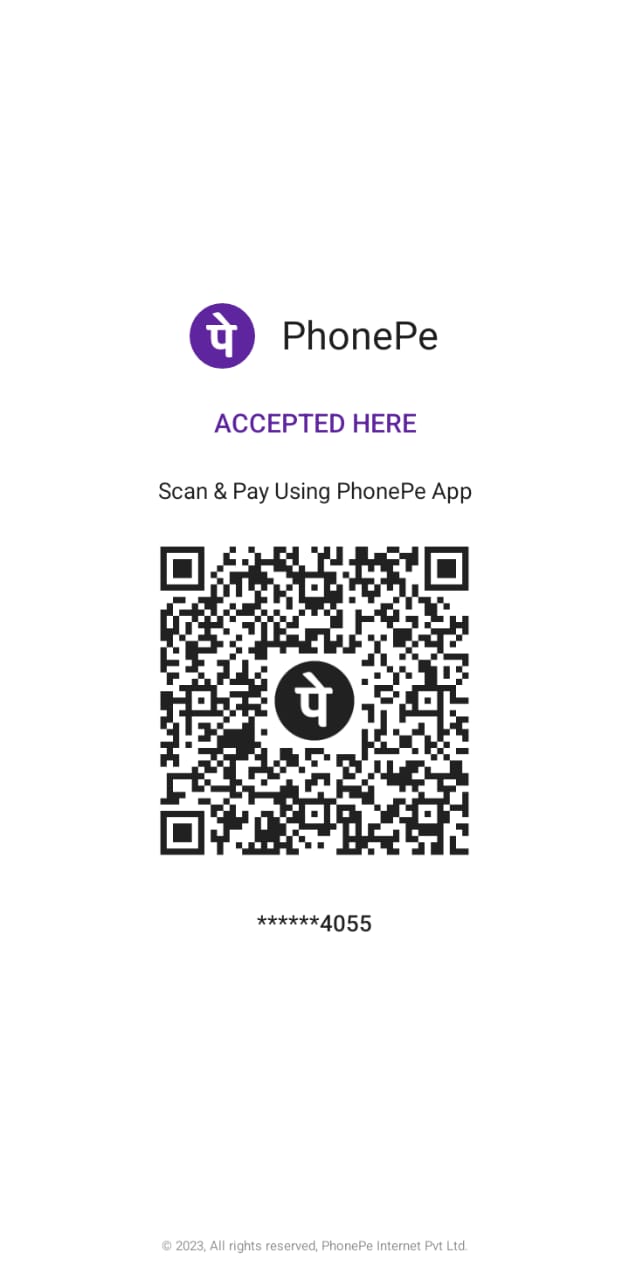 पे PhonePe
ACCEPTED HERE
Scan & Pay Using PhonePe App
पे
******4055
© 2023, All rights reserved, PhonePe Internet Pvt Ltd.